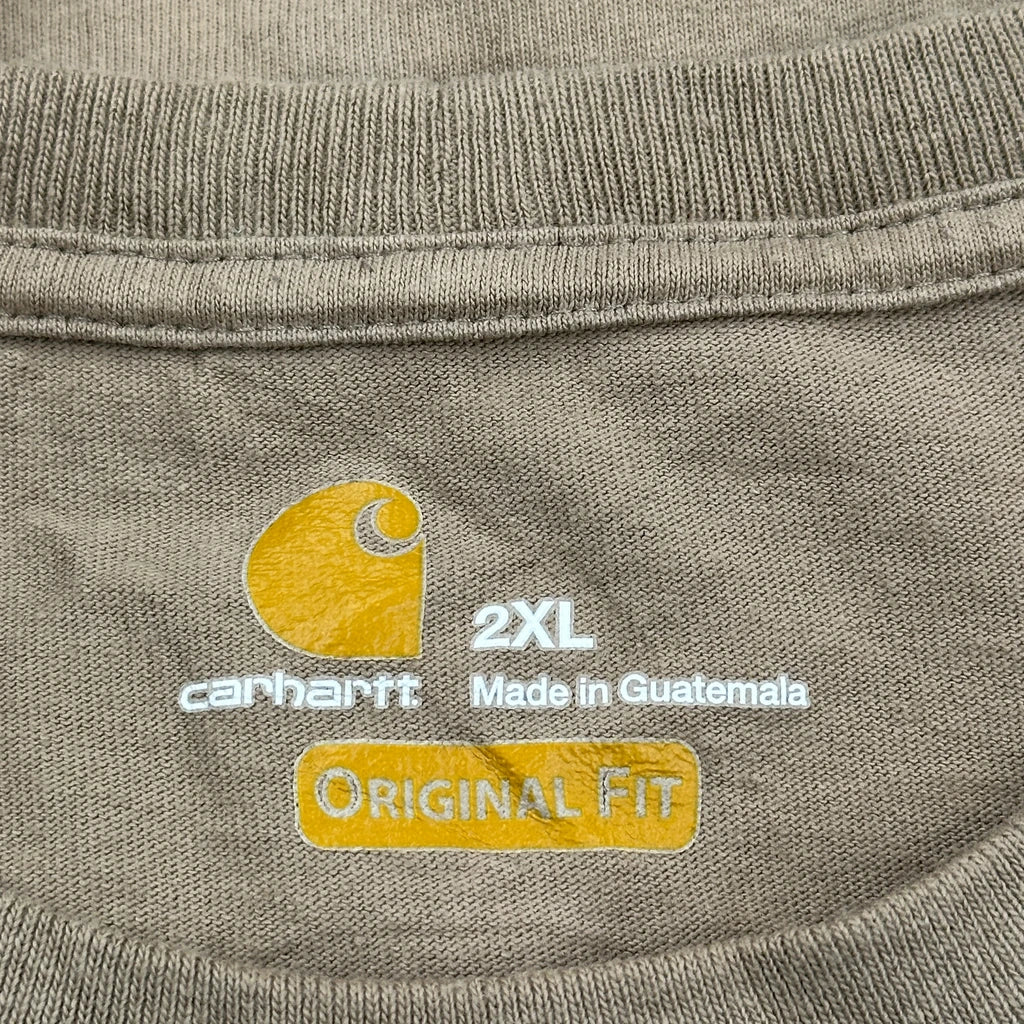 2XL
carhartt.
Made in Guatemala
ORIGINAL FIT